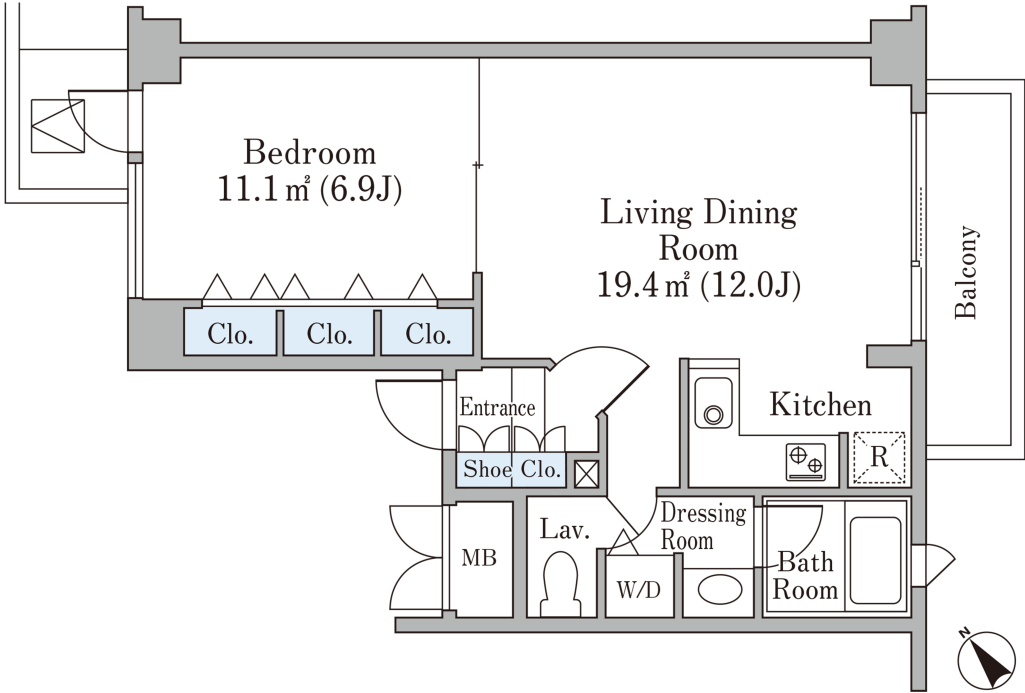 Bedroom
11.1㎡ (6.9J)
Living Dining
Room
19.4㎡ (12.0J)
Balcony
Clo.
Clo.
Clo.
Entrance
Kitchen
Shoe Clo.
R
Lav.
Dressing
Room
MB
W/D
Bath
Room
N